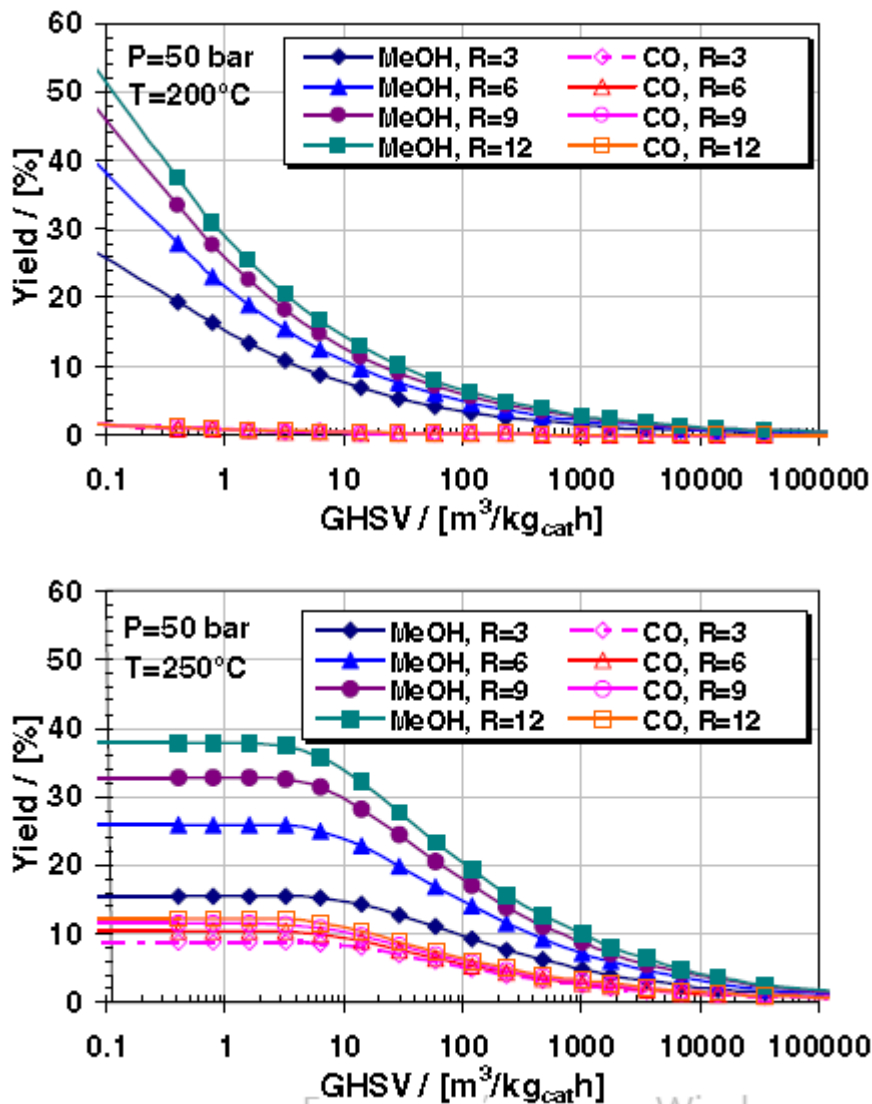 60
50
40
30
20
10
0
Yield / [%]
P=50 bar
T=200°C
MeOH, R=3
CO, R=3
MeOH, R=6
CO, R=6
MeOH, R=9
CO, R=9
MeOH, R=12
CO, R=12
0.1 1 10 100 1000 10000 100000
GHSV / [m³/kg_cat h]
60
50
40
30
20
10
0
Yield / [%]
P=50 bar
T=250°C
MeOH, R=3
CO, R=3
MeOH, R=6
CO, R=6
MeOH, R=9
CO, R=9
MeOH, R=12
CO, R=12
0.1 1 10 100 1000 10000 100000
GHSV / [m³/kg_cat h]